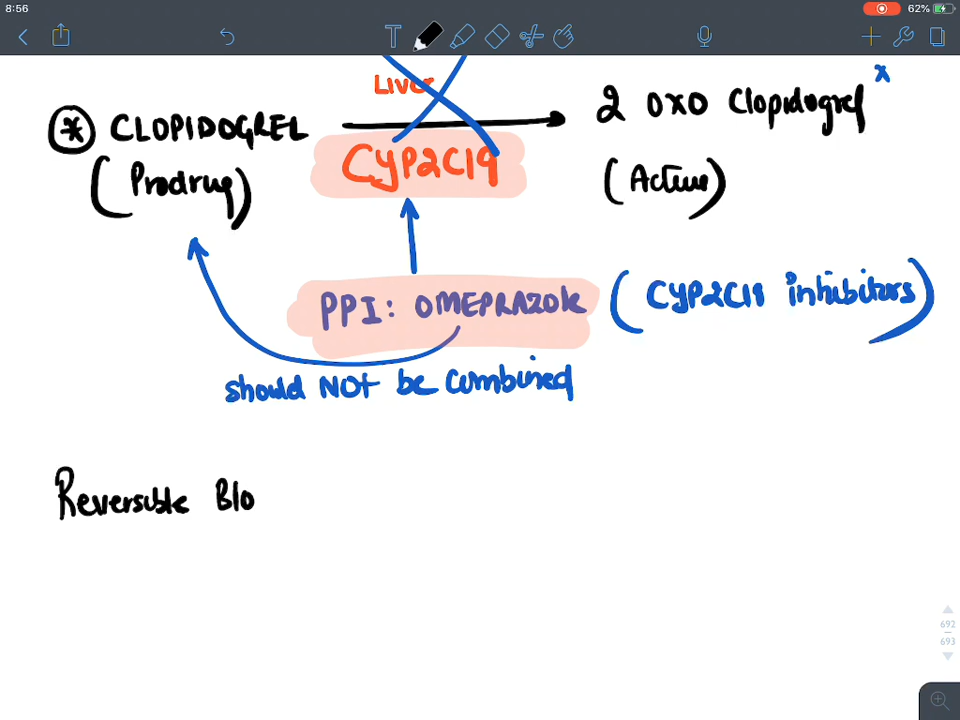 8:56
62%
T
Liver
2 OXO Clopidogrel x
* CLOPIDOGREL
CYP2C19
(Prodrug)
(Active)
PPI: OMEPRAZOLE (CYP2C19 inhibitors)
should NOT be combined
Reversible Blo
692
693